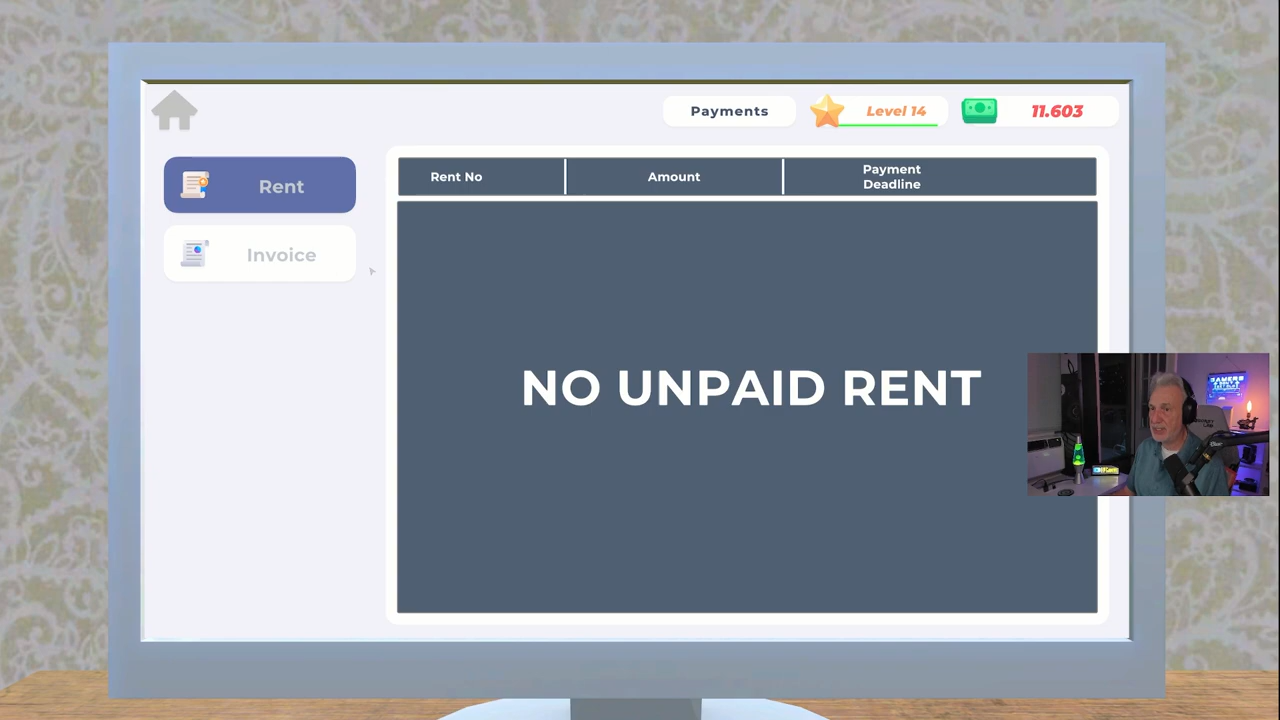 Payments
Level 14
11.603
Rent
Invoice
Rent No
Amount
Payment
Deadline
NO UNPAID RENT